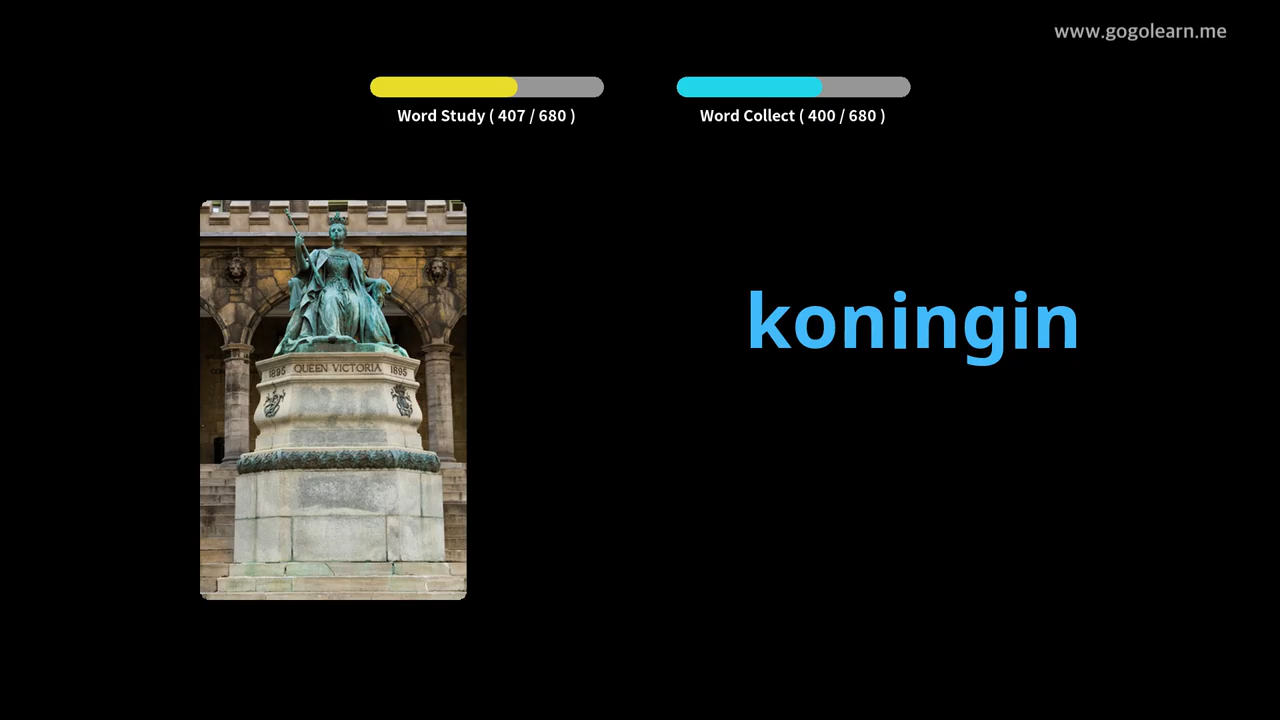 www.gogolearn.me
Word Study ( 407 / 680 )
Word Collect ( 400 / 680 )
1895 QUEEN VICTORIA 1895
koningin